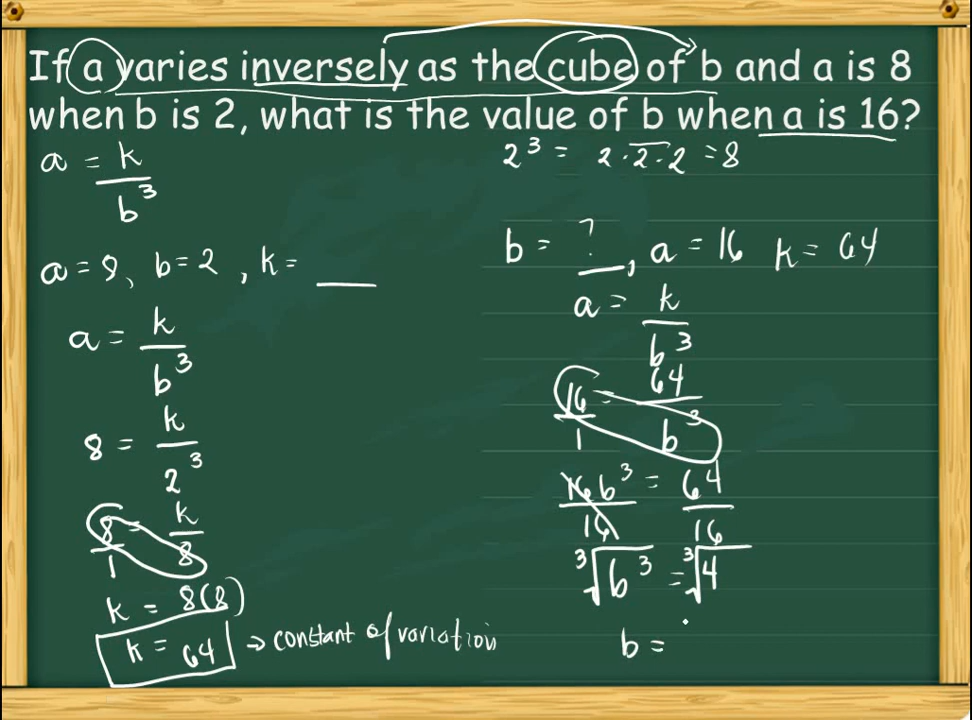 If a varies inversely as the cube of b and a is 8
when b is 2, what is the value of b when a is 16?
a = k
b³
a = 8, b = 2 , k = ___
a = k
b³
8 = k
2³
8 = k
1 8
k = 8(8)
k = 64 → constant of variation
2³ = 2 · 2 · 2 = 8
b = ? , a = 16 k = 64
a = k
b³
16 = 64
1 b³
16b³ = 64
16 16
³√b³ = ³√4
b =